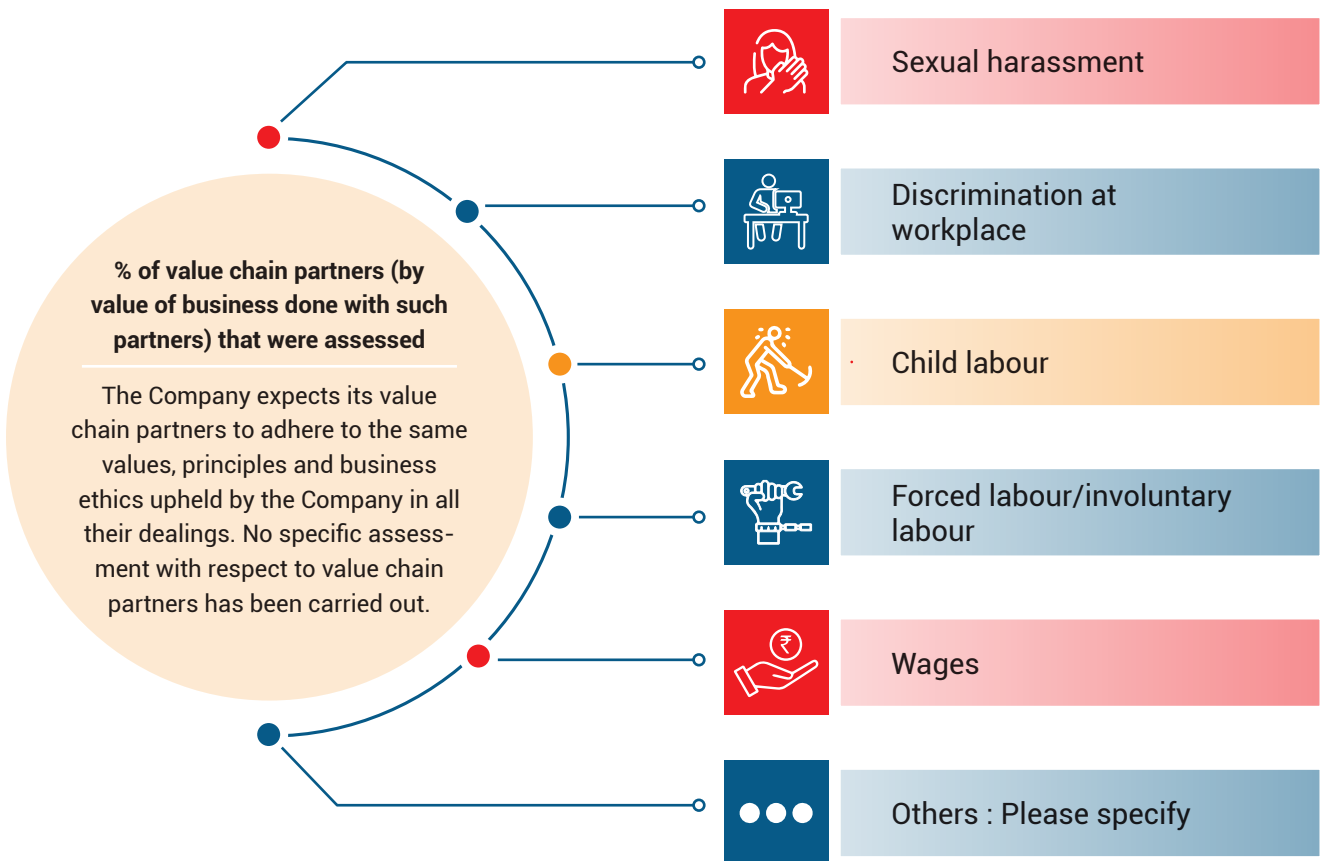 % of value chain partners (by
value of business done with such
partners) that were assessed
The Company expects its value
chain partners to adhere to the same
values, principles and business
ethics upheld by the Company in all
their dealings. No specific assess-
ment with respect to value chain
partners has been carried out.
Sexual harassment
Discrimination at
workplace
Child labour
Forced labour/involuntary
labour
₹
Wages
Others : Please specify